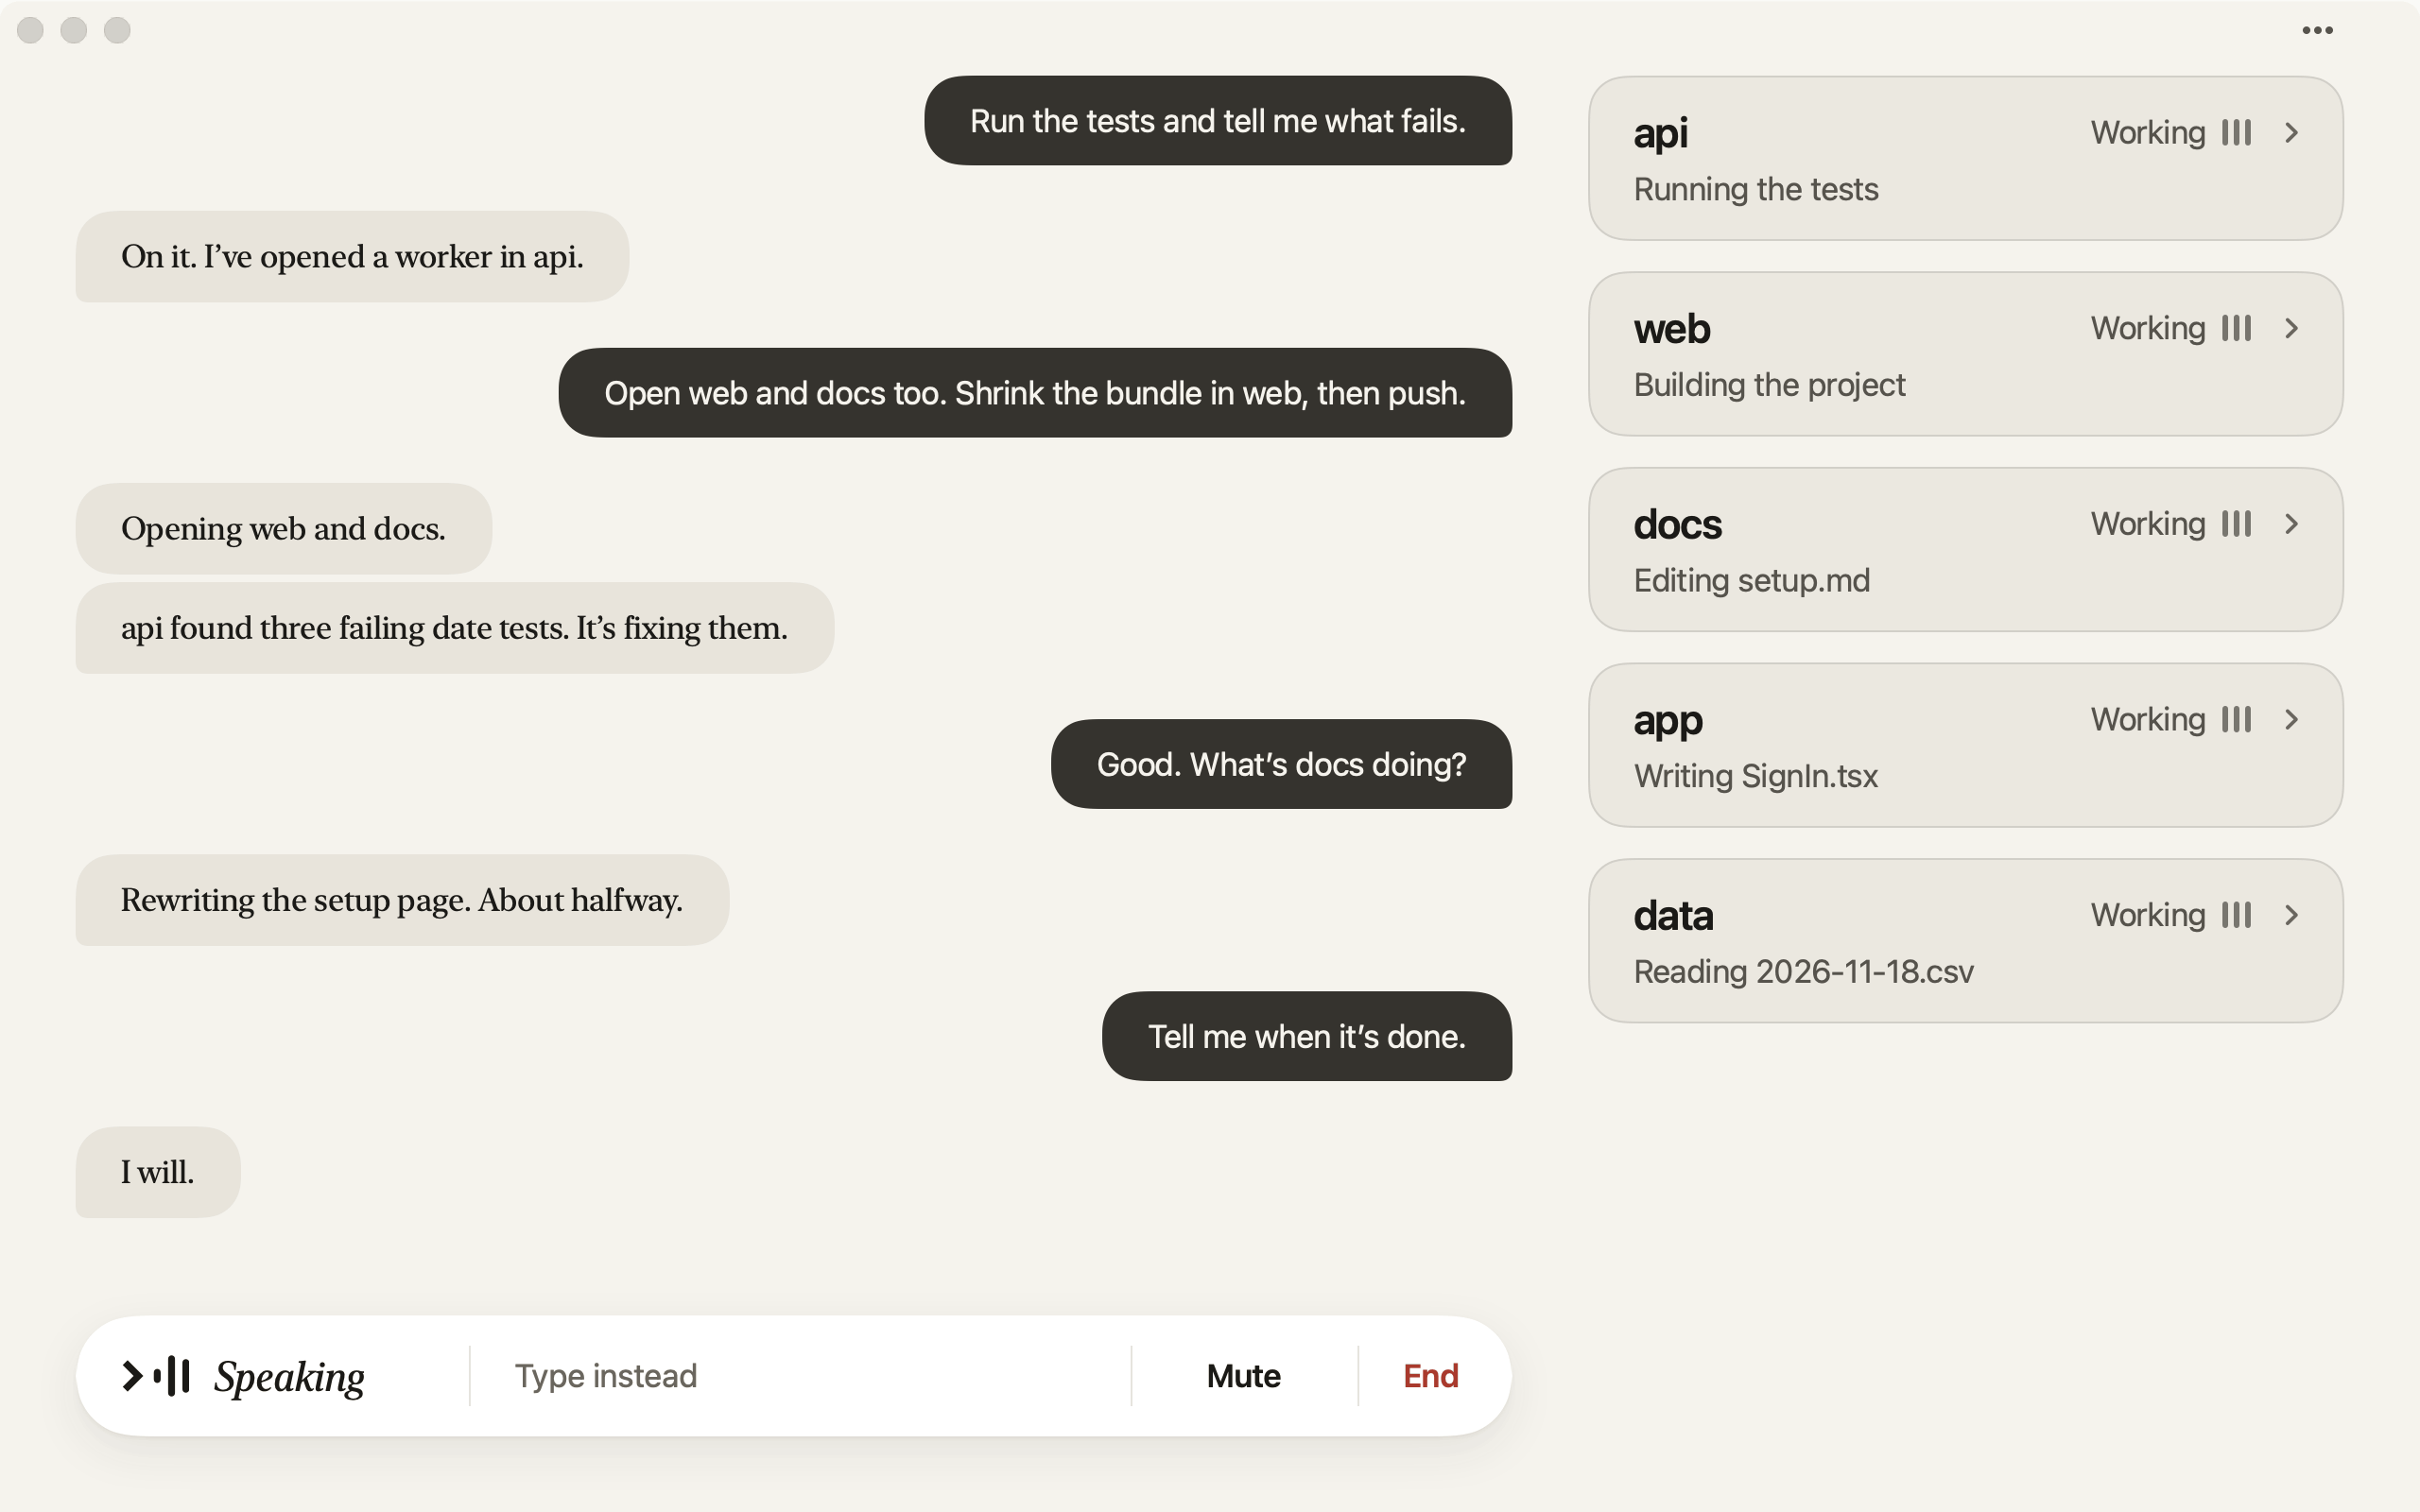 Run the tests and tell me what fails.
On it. I’ve opened a worker in api.
Open web and docs too. Shrink the bundle in web, then push.
Opening web and docs.
api found three failing date tests. It’s fixing them.
Good. What’s docs doing?
Rewriting the setup page. About halfway.
Tell me when it’s done.
I will.
Speaking
Type instead
Mute
End
api
Working
Running the tests
web
Working
Building the project
docs
Working
Editing setup.md
app
Working
Writing SignIn.tsx
data
Working
Reading 2026-11-18.csv